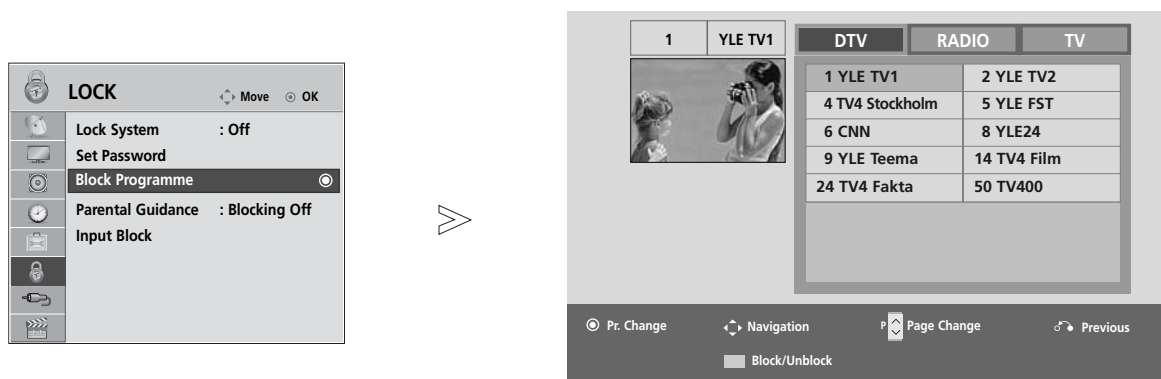 LOCK
Move OK
Lock System : Off
Set Password
Block Programme
Parental Guidance : Blocking Off
Input Block
1 YLE TV1
DTV RADIO TV
1 YLE TV1 2 YLE TV2
4 TV4 Stockholm 5 YLE FST
6 CNN 8 YLE24
9 YLE Teema 14 TV4 Film
24 TV4 Fakta 50 TV400
Pr. Change Navigation P Page Change Previous
Block/Unblock